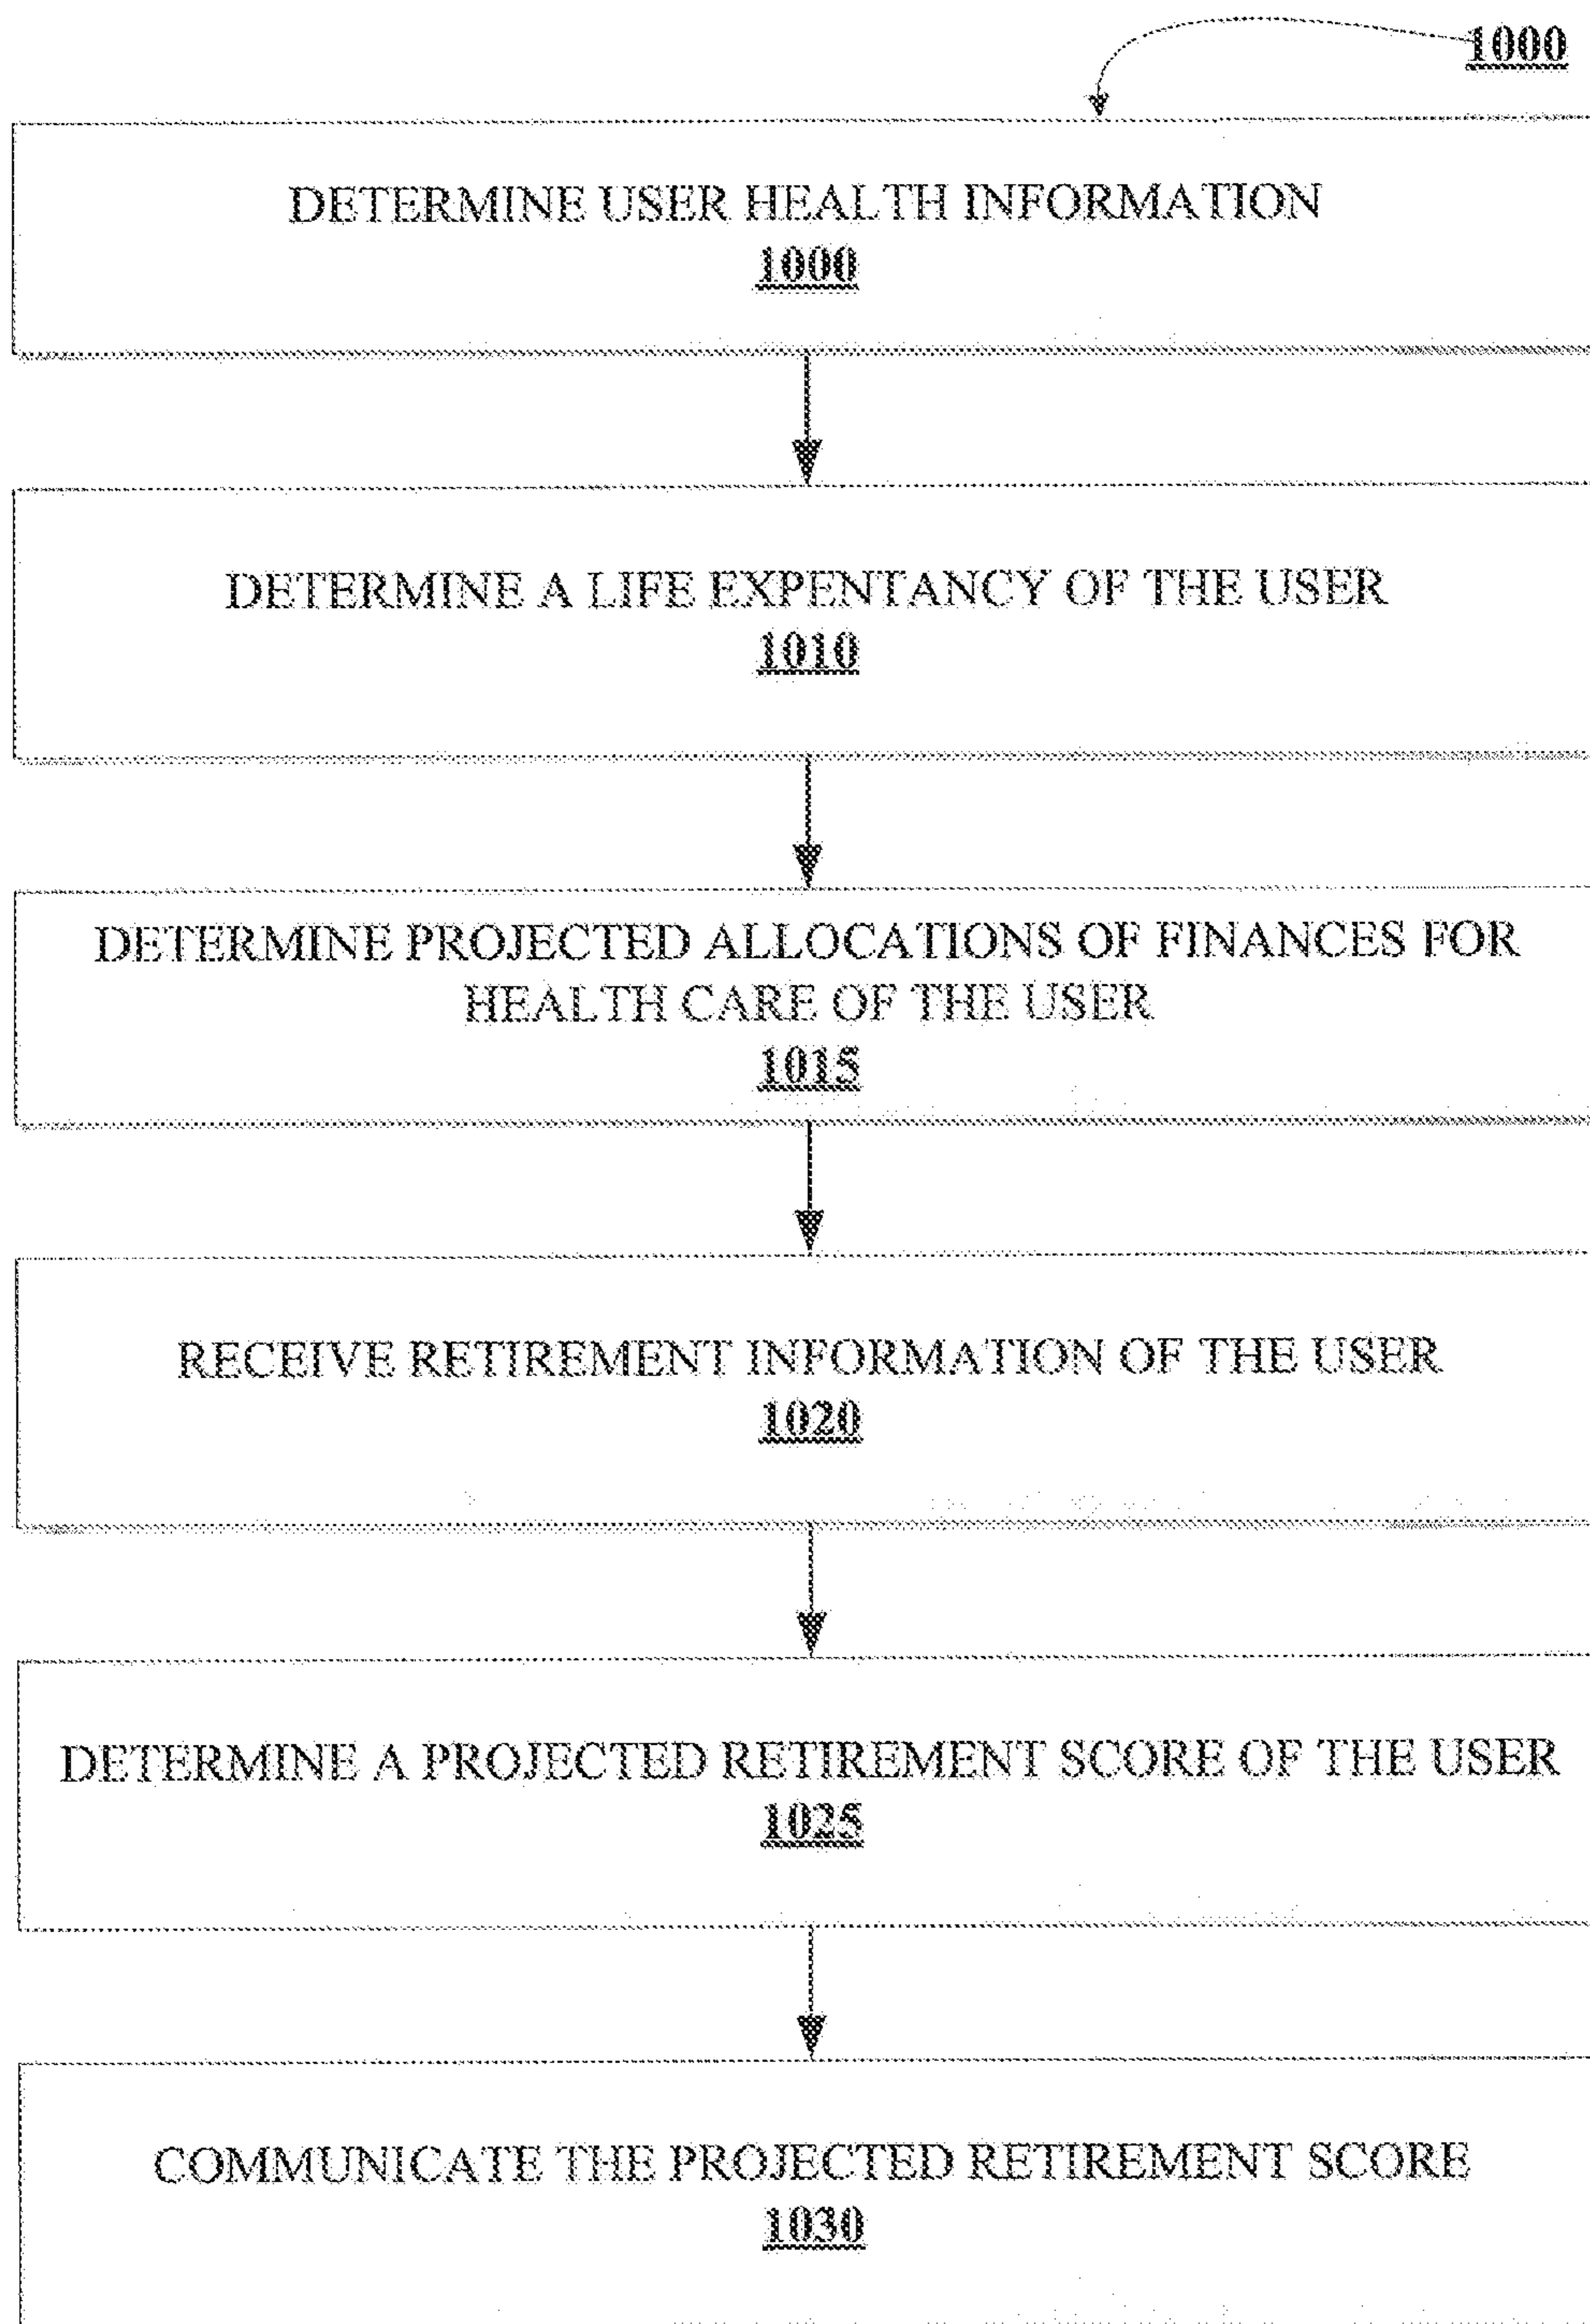 1000
DETERMINE USER HEALTH INFORMATION
1000
DETERMINE A LIFE EXPENTANCY OF THE USER
1010
DETERMINE PROJECTED ALLOCATIONS OF FINANCES FOR
HEALTH CARE OF THE USER
1015
RECEIVE RETIREMENT INFORMATION OF THE USER
1020
DETERMINE A PROJECTED RETIREMENT SCORE OF THE USER
1025
COMMUNICATE THE PROJECTED RETIREMENT SCORE
1030